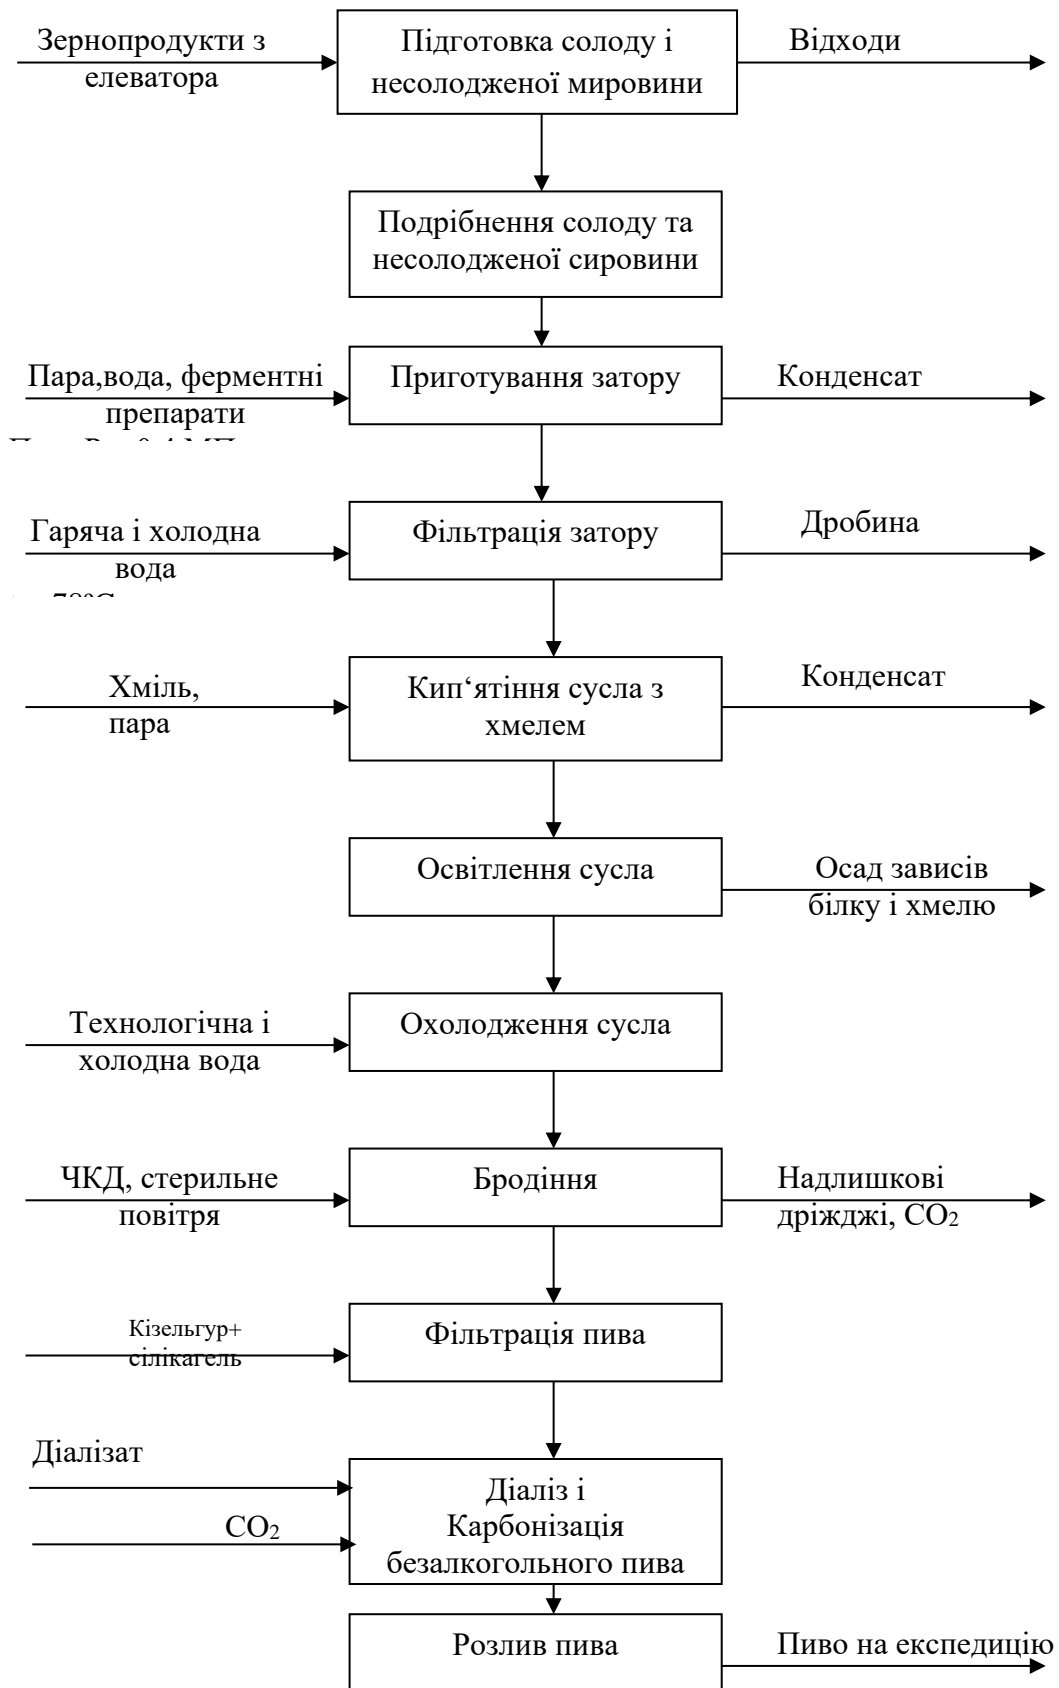 Зернопродукти з
елеватора
Підготовка солоду і
несолодженої мировини
Відходи
Подрібнення солоду та
несолодженої сировини
Пара,вода, ферментні
препарати
Приготування затору
Конденсат
Гаряча і холодна
вода
Фільтрація затору
Дробина
Хміль,
пара
Кип‘ятіння сусла з
хмелем
Конденсат
Освітлення сусла
Осад зависів
білку і хмелю
Технологічна і
холодна вода
Охолодження сусла
ЧКД, стерильне
повітря
Бродіння
Надлишкові
дріжджі, СО2
Кізельгур+
сілікагель
Фільтрація пива
Діалізат
СО2
Діаліз і
Карбонізація
безалкогольного пива
Розлив пива
Пиво на експедицію